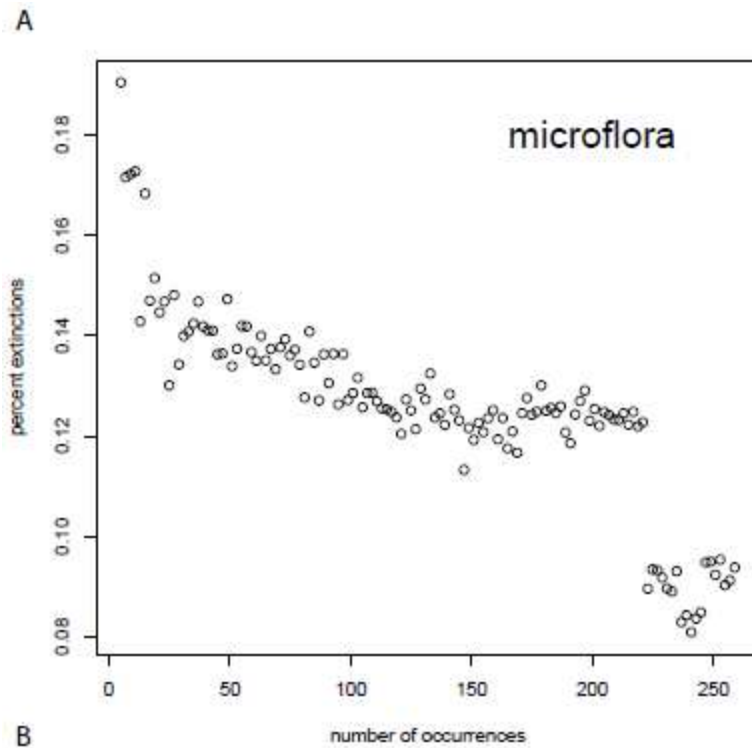 A
microflora
percent extinctions
0.18
0.16
0.14
0.12
0.10
0.08
0 50 100 150 200 250
number of occurrences
B